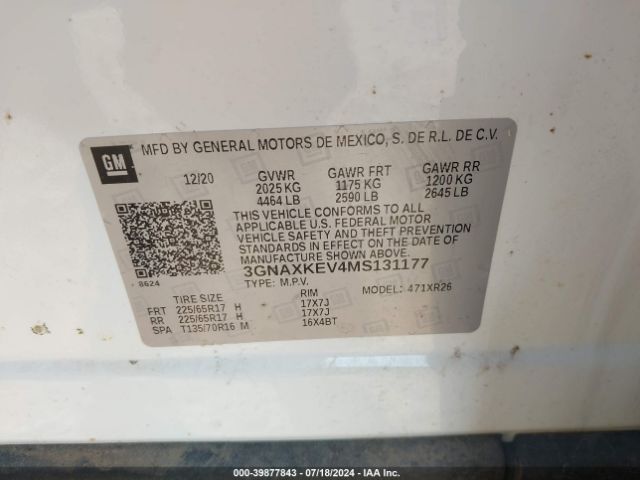 GM
MFD BY GENERAL MOTORS DE MEXICO, S. DE R.L. DE C.V.
12/20 GVWR GAWR FRT GAWR RR
2025 KG 1175 KG 1200 KG
4464 LB 2590 LB 2645 LB
THIS VEHICLE CONFORMS TO ALL
APPLICABLE U.S. FEDERAL MOTOR
VEHICLE SAFETY AND THEFT PREVENTION
STANDARDS IN EFFECT ON THE DATE OF
MANUFACTURE SHOWN ABOVE.
8624
3GNAXKEV4MS131177
TYPE: M.P.V. MODEL: 471XR26
TIRE SIZE RIM
FRT 225/65R17 H 17X7J
RR 225/65R17 H 17X7J
SPA T135/70R16 M 16X4BT
000-39877843 / 07/18/2024 - IAA Inc.